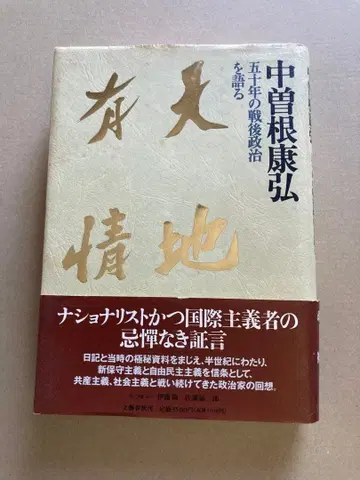 中曽根康弘
五十年の戦後政治
を語る
天地
有情
ナショナリストかつ国際主義者の
忌憚なき証言
日記と当時の極秘資料をまじえ、半世紀にわたり、
新保守主義と自由民主主義を信条として、
共産主義、社会主義と戦い続けてきた政治家の回想。